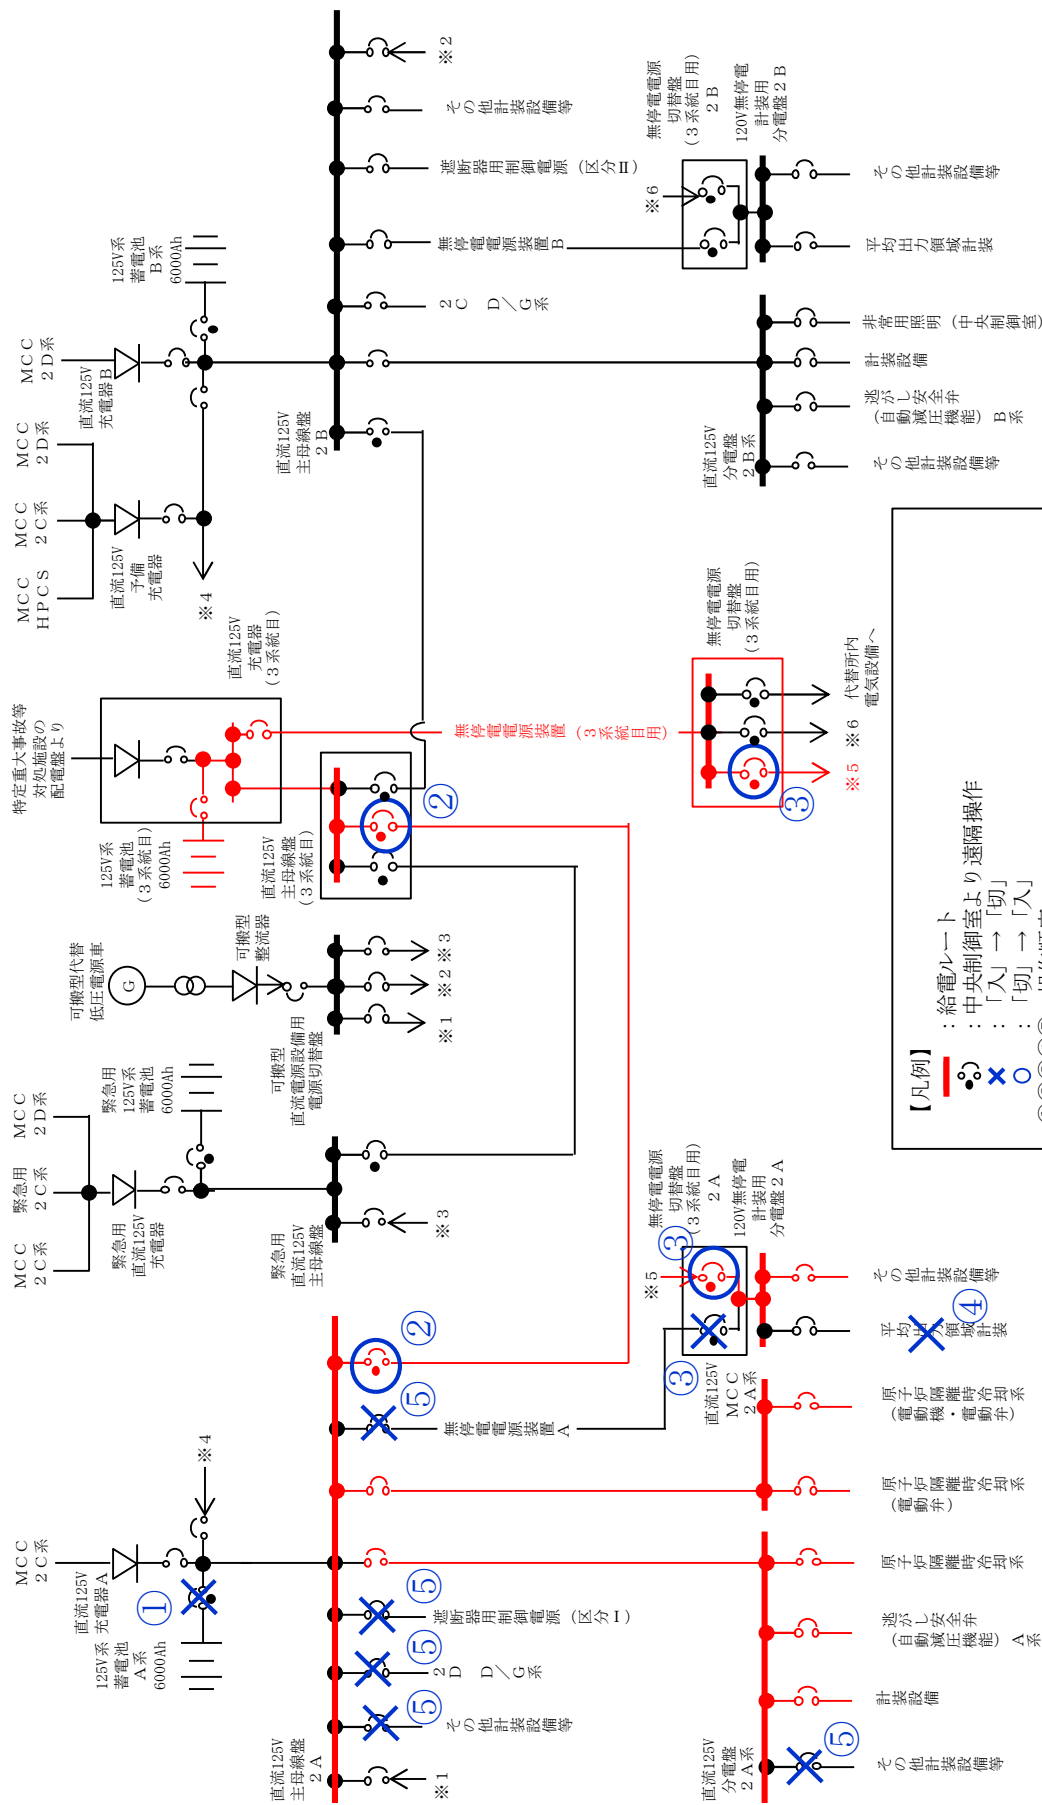 ※2
その他計装設備等
遮断器用制御電源（区分Ⅱ）
無停電電源装置B
2C　D／G系
無停電電源
切替盤
(3系統目用)
2B
120V無停電
計装用
分電盤2B
※6
その他計装設備等
平均出力領域計装
125V系
蓄電池
B系
6000Ah
MCC
2D系
直流125V
充電器B
MCC
2D系
MCC
2C系
MCC
HPCS
直流125V
予備
充電器
※4
直流125V
主母線盤
2B
直流125V
分電盤
2B系
非常用照明（中央制御室）
計装設備
逃がし安全弁
（自動減圧機能）B系
その他計装設備等
特定重大事故等
対処施設の
配電盤より
直流125V
充電器
(3系統目)
125V系
蓄電池
(3系統目)
6000Ah
直流125V
主母線盤
(3系統目)
②
無停電電源装置（3系統目用）
無停電電源
切替盤
(3系統目用)
代替所内
電気設備へ
※6
※5
③
可搬型代替
低圧電源車
G
可搬型
整流器
可搬型
直流電源設備用
電源切替盤
※3
※2
※1
MCC
2D系
緊急用
2C系
MCC
2C系
緊急用
125V系
蓄電池
6000Ah
緊急用
直流125V
充電器
緊急用
直流125V
主母線盤
※3
無停電電源
切替盤
(3系統目用)
2A
120V無停電
計装用
分電盤2A
※5
③
③
その他計装設備等
平均出力領域計装
④
MCC
2C系
直流125V
充電器A
※4
①
125V系
蓄電池
A系
6000Ah
直流125V
主母線盤
2A
②
⑤
無停電電源装置A
⑤
遮断器用制御電源（区分Ⅰ）
⑤
2D　D／G系
⑤
その他計装設備等
※1
直流125V
MCC
2A系
原子炉隔離時冷却系
（電動機・電動弁）
原子炉隔離時冷却系
（電動弁）
直流125V
分電盤
2A系
原子炉隔離時冷却系
逃がし安全弁
（自動減圧機能）A系
計装設備
⑤
その他計装設備等
【凡例】
：給電ルート
：中央制御室より遠隔操作
：「入」→「切」
：「切」→「入」